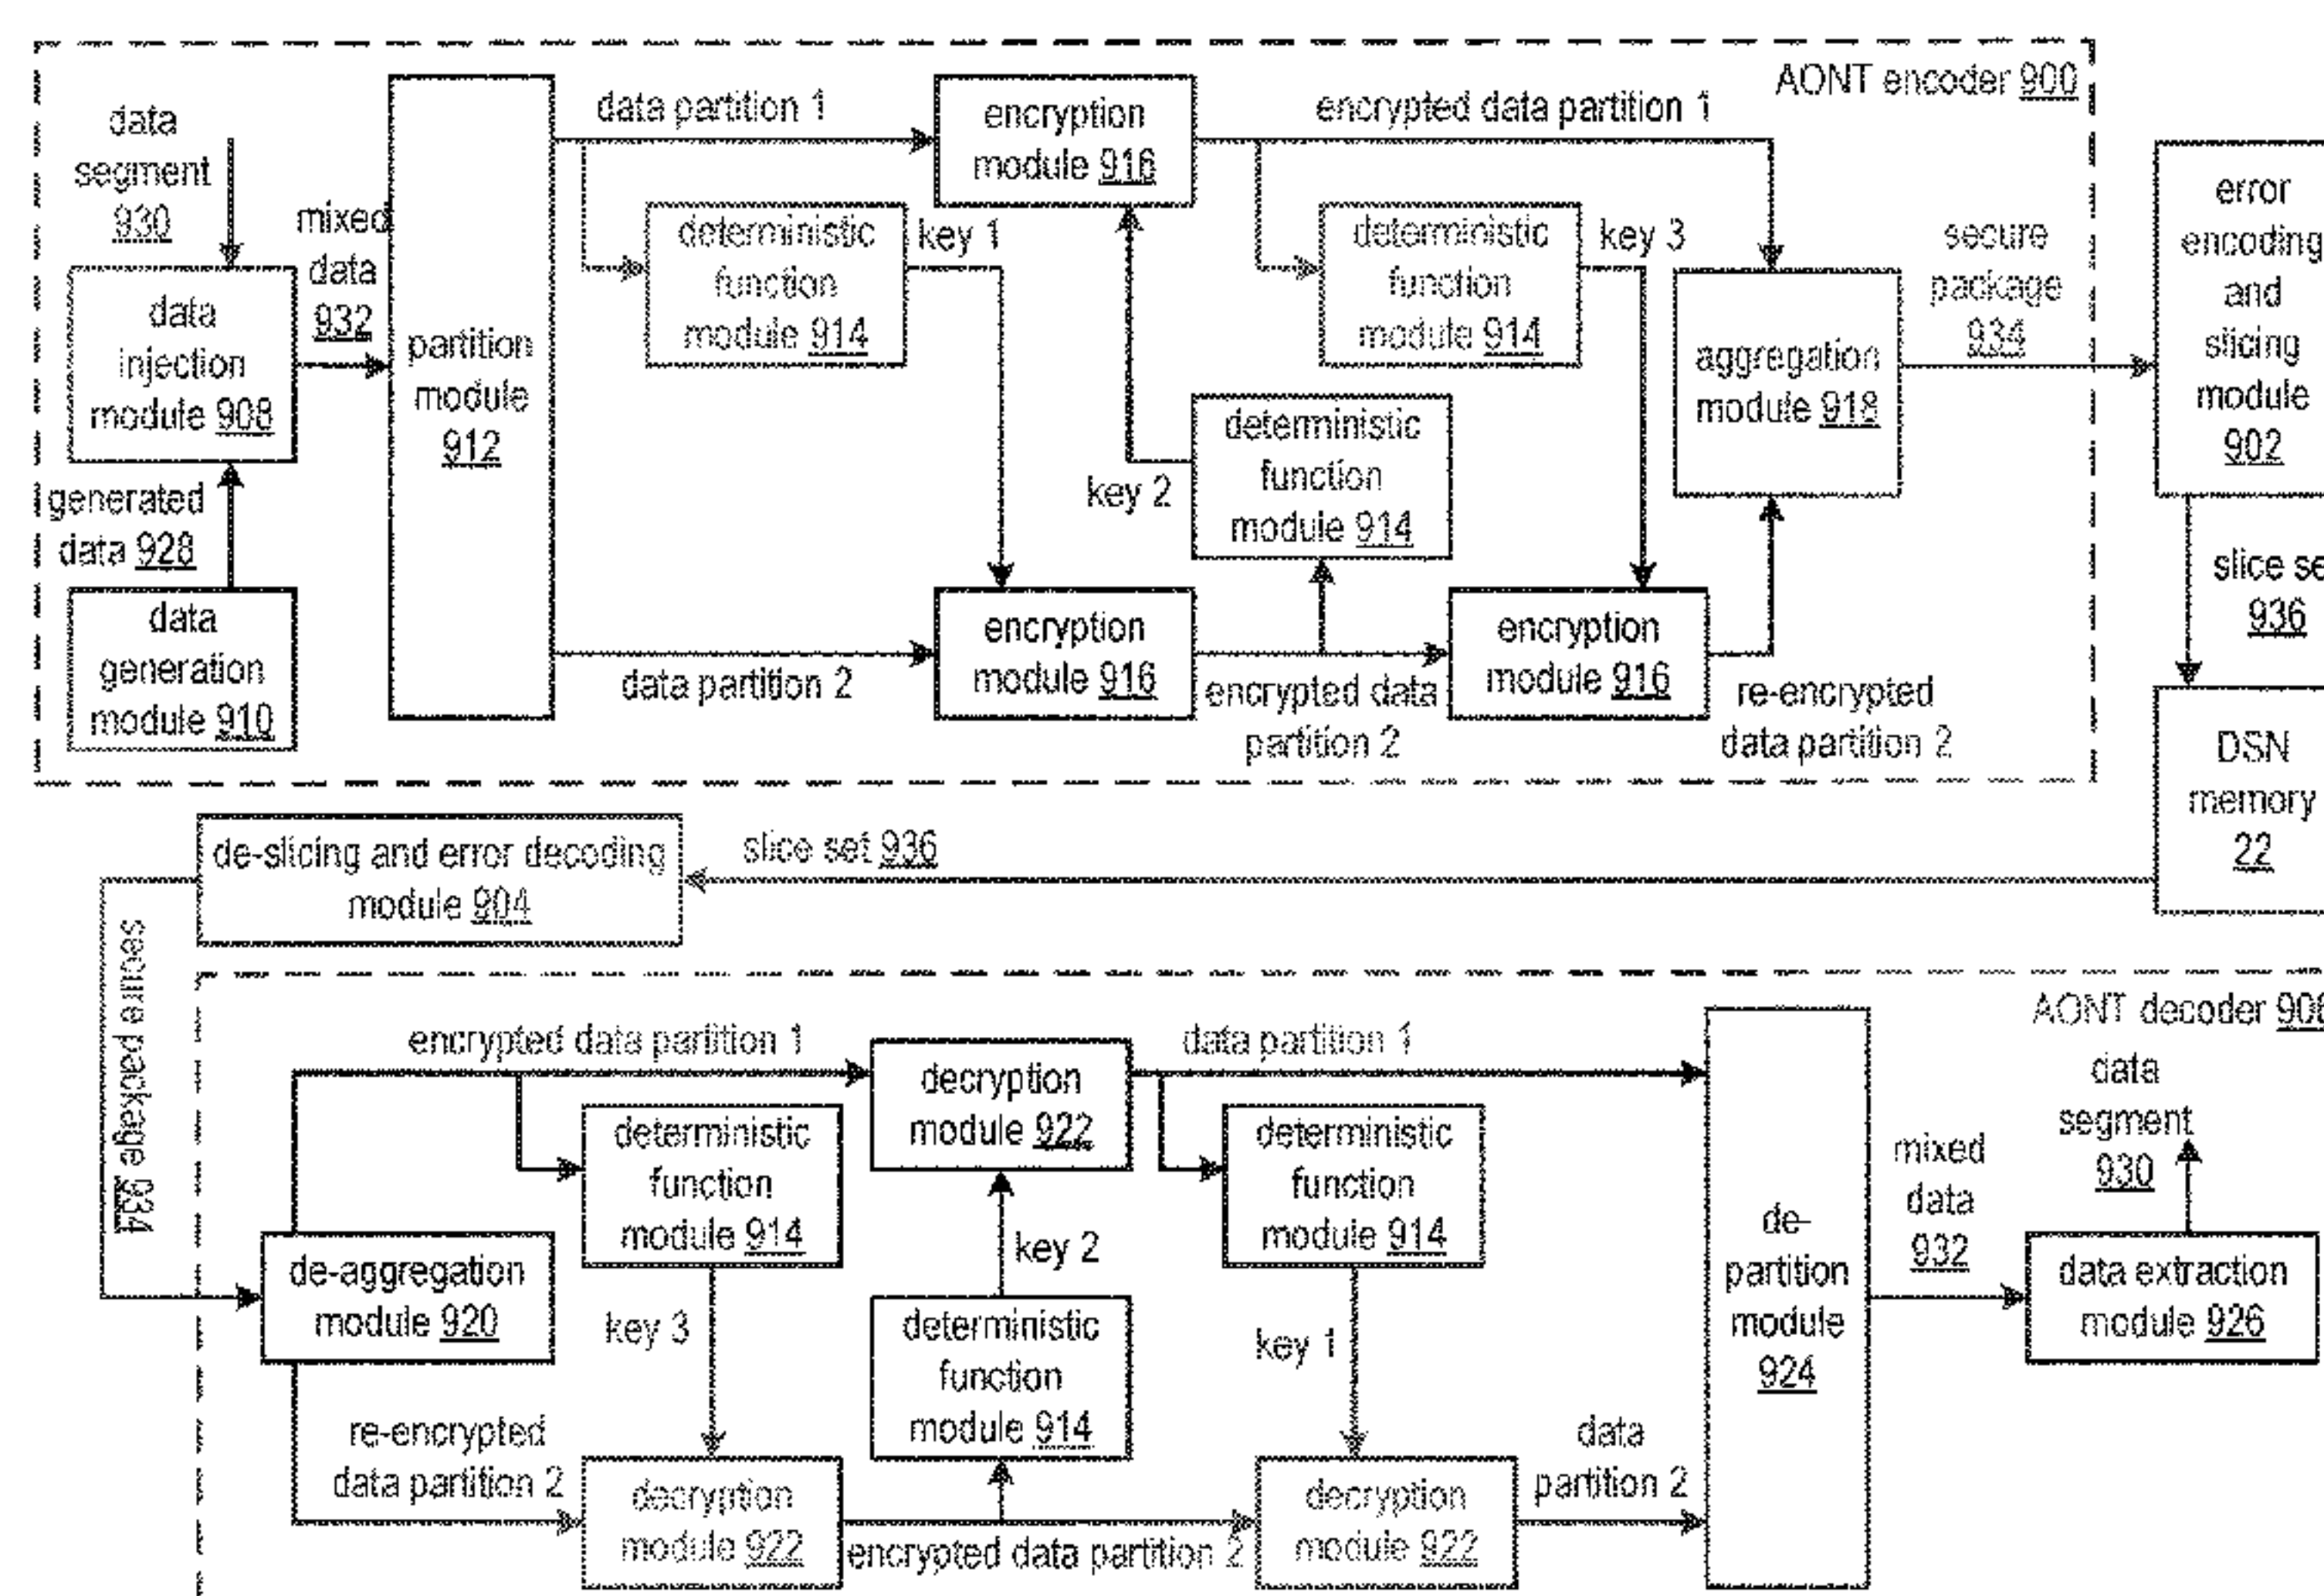 AONT encoder 900
data
segment
930
mixed
data
932
data
injection
module 908
generated
data 928
data
generation
module 910
partition
module
912
data partition 1
deterministic
function
module 914
key 1
data partition 2
encryption
module 916
encryption
module 916
encrypted data partition 1
deterministic
function
module 914
key 3
key 2
deterministic
function
module 914
encrypted data
partition 2
encryption
module 916
re-encrypted
data partition 2
aggregation
module 918
secure
package
934
error
encoding
and
slicing
module
902
slice se
936
DSN
memory
22
slice set 936
de-slicing and error decoding
module 904
secure package 934
AONT decoder 906
de-aggregation
module 920
encrypted data partition 1
deterministic
function
module 914
key 3
re-encrypted
data partition 2
decryption
module 922
decryption
module 922
key 2
deterministic
function
module 914
encrypted data partition 2
data partition 1
deterministic
function
module 914
key 1
decryption
module 922
data
partition 2
de-
partition
module
924
mixed
data
932
data
segment
930
data extraction
module 926